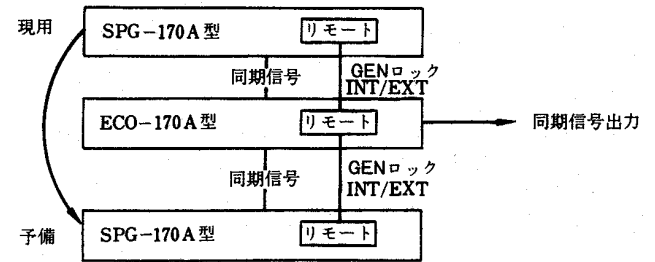 現用 SPG-170A型 リモート
同期信号 GENロック
INT/EXT
ECO-170A型 リモート 同期信号出力
同期信号 GENロック
INT/EXT
予備 SPG-170A型 リモート